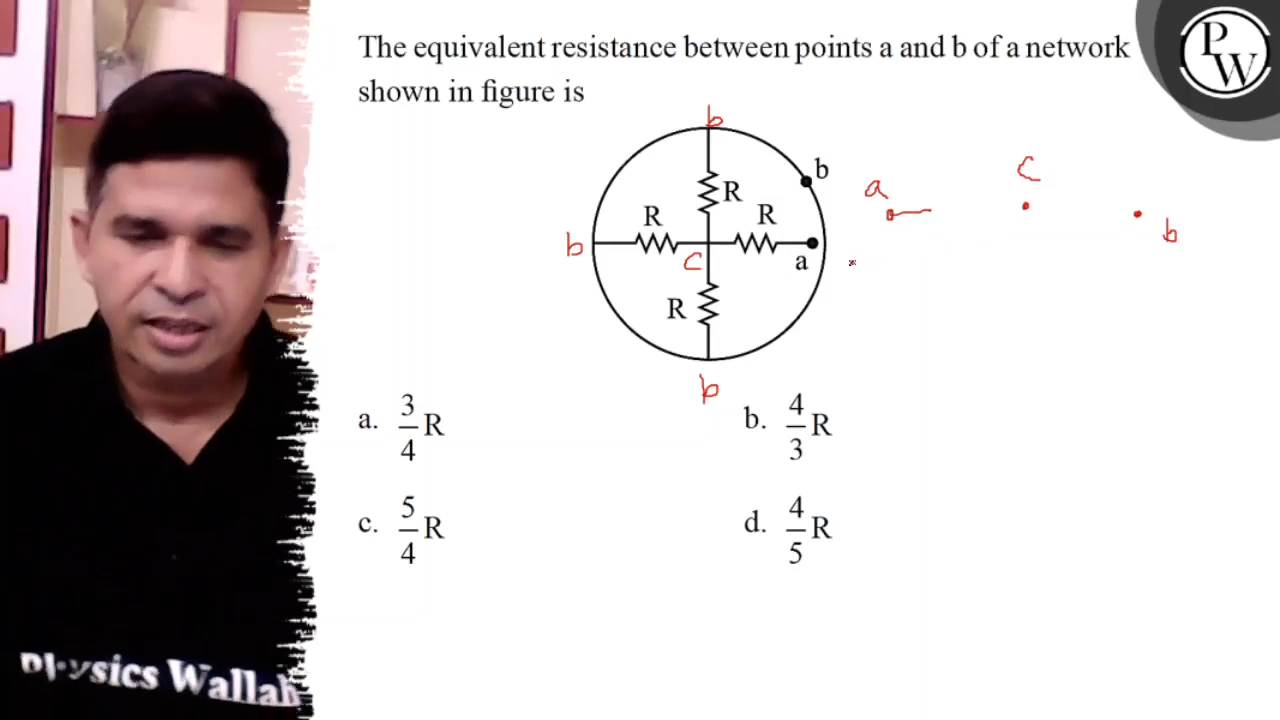 The equivalent resistance between points a and b of a network
shown in figure is
P
W
b
b
R
R
R
b
C
a
R
b
a
C
b
a. 3/4 R
b. 4/3 R
c. 5/4 R
d. 4/5 R
Physics Wallah